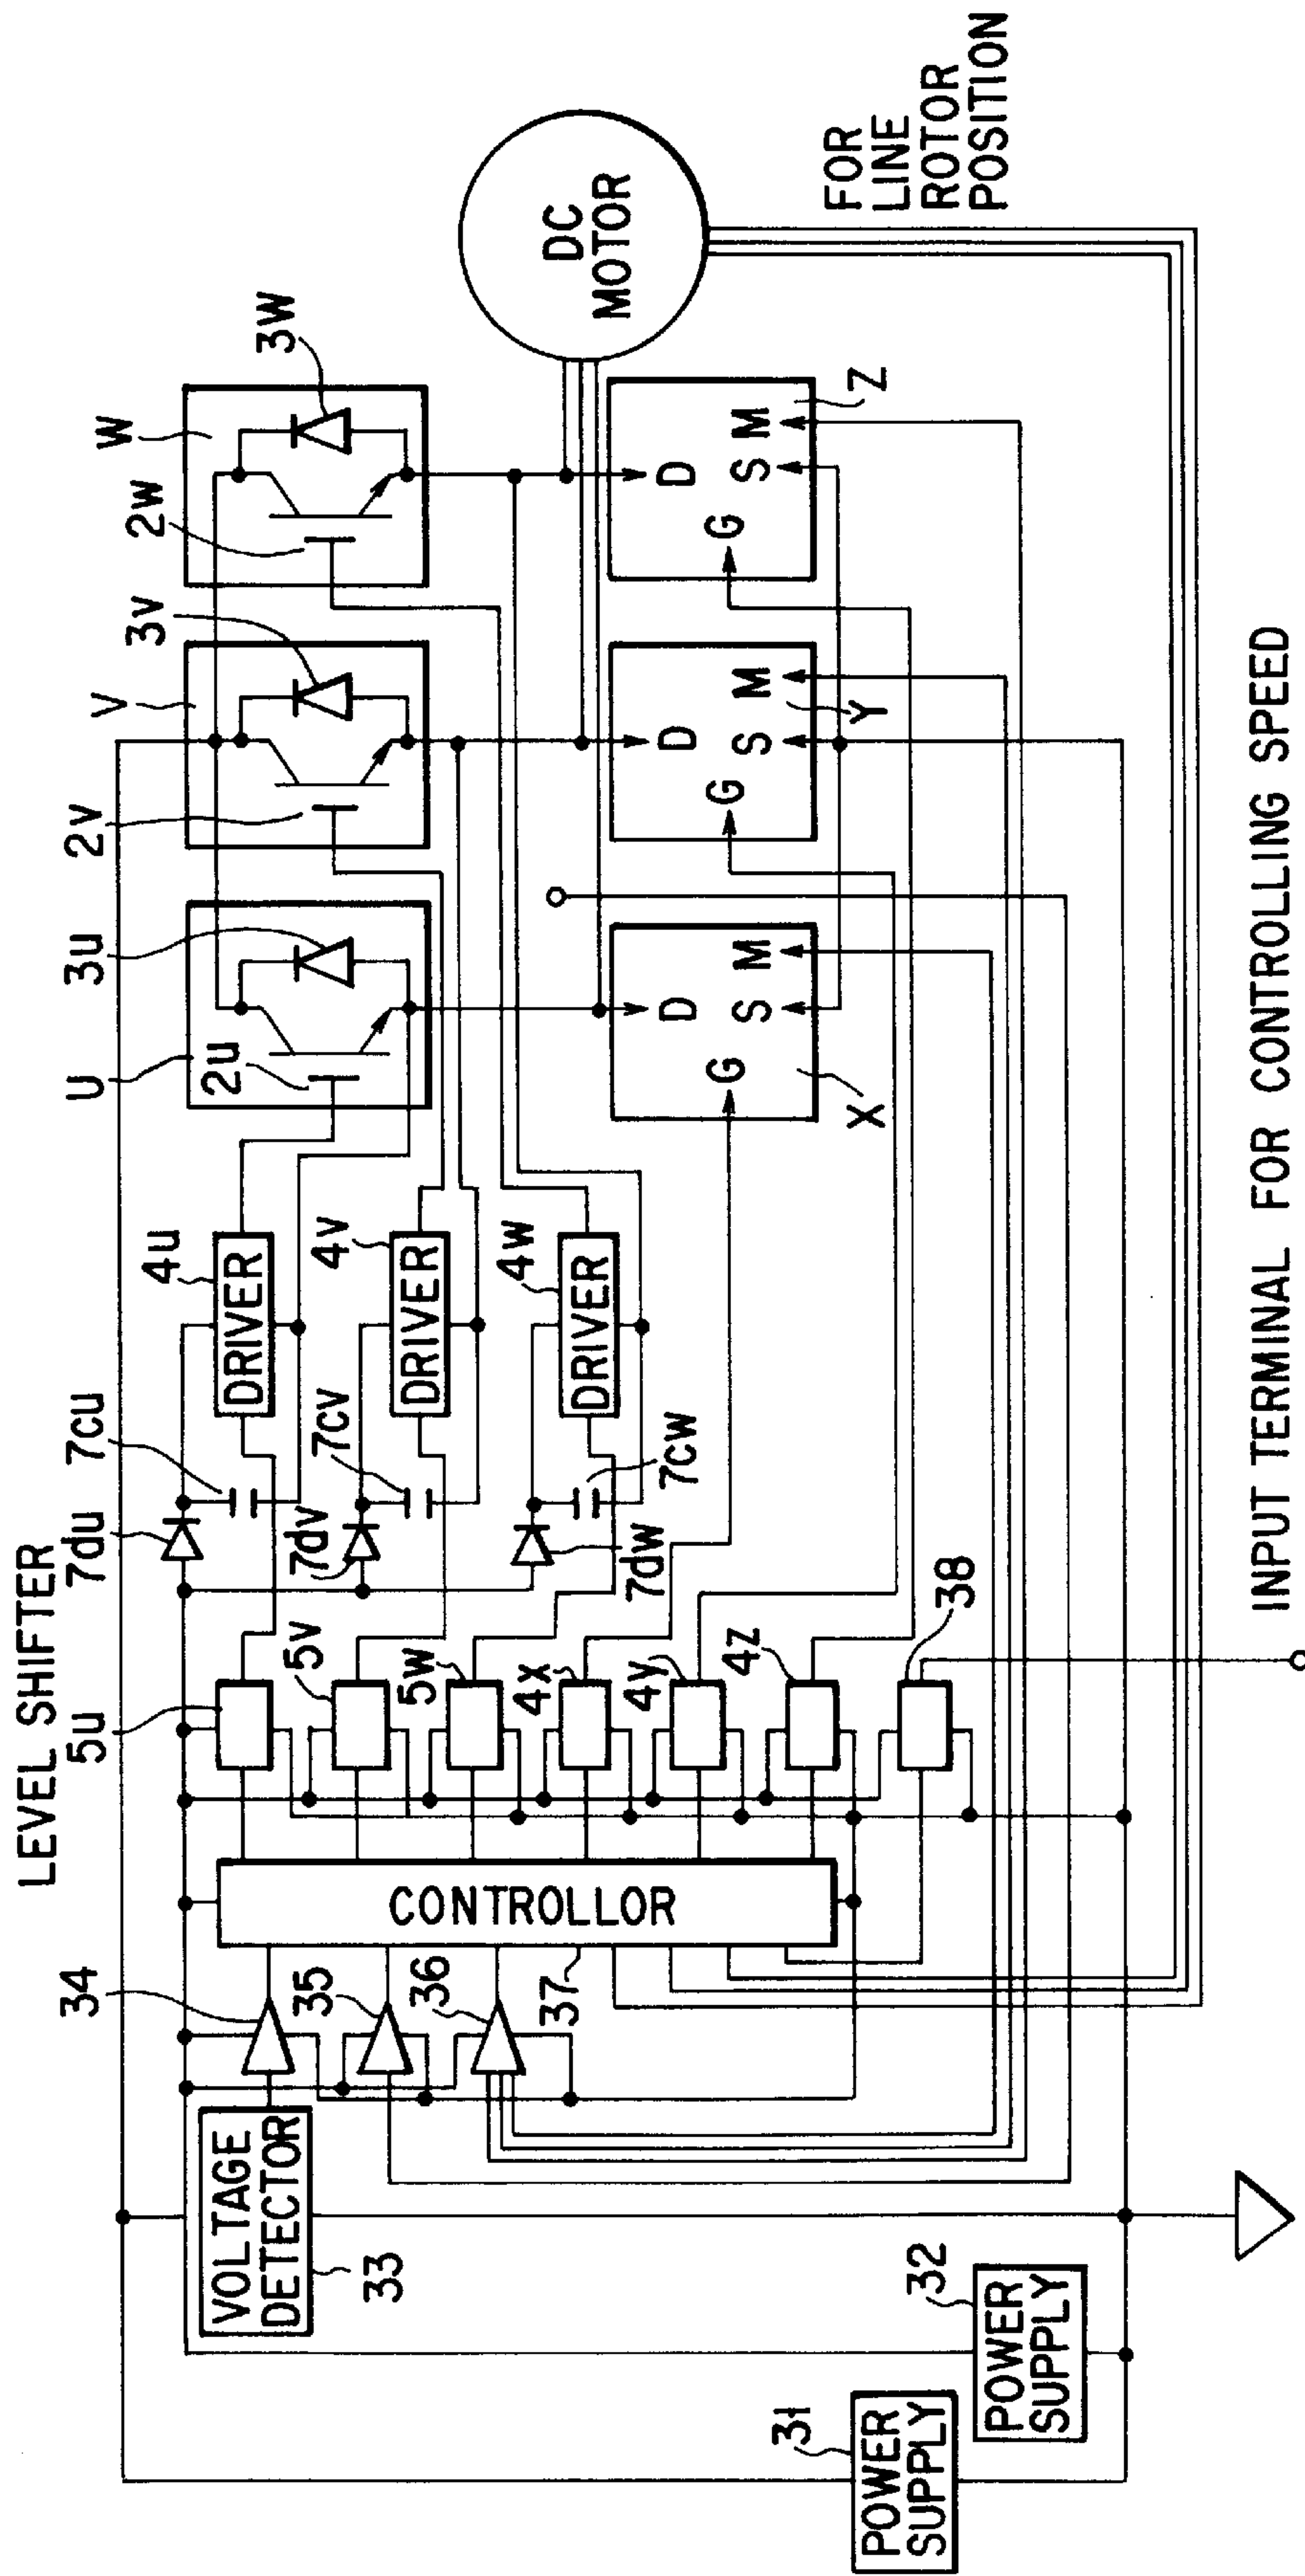 LEVEL SHIFTER
34
5u
7du
7cu
U
3u
2u
2v
V
3v
2w
W
3w
4u
DRIVER
VOLTAGE
DETECTOR
33
35
36
37
CONTROLLOR
5v
5w
7dv
7cv
4v
DRIVER
7dw
7cw
4w
DRIVER
4x
4y
4z
38
G
D
S
M
X
G
D
S
M
Y
G
D
S
M
Z
DC
MOTOR
FOR
LINE
ROTOR
POSITION
31
POWER
SUPPLY
32
POWER
SUPPLY
INPUT TERMINAL FOR CONTROLLING SPEED